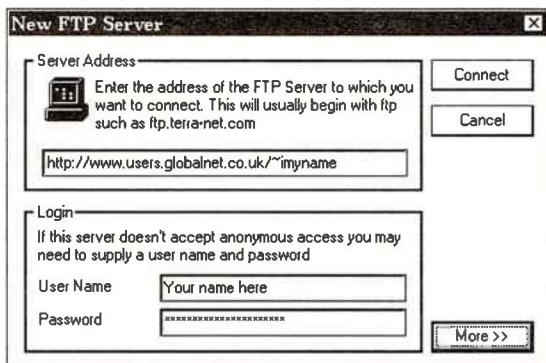 New FTP Server
Server Address
Enter the address of the FTP Server to which you
want to connect. This will usually begin with ftp
such as ftp.terra-net.com
http://www.users.globalnet.co.uk/~imyname
Connect
Cancel
Login
If this server doesn't accept anonymous access you may
need to supply a user name and password
User Name
Your name here
Password
*********************
More >>